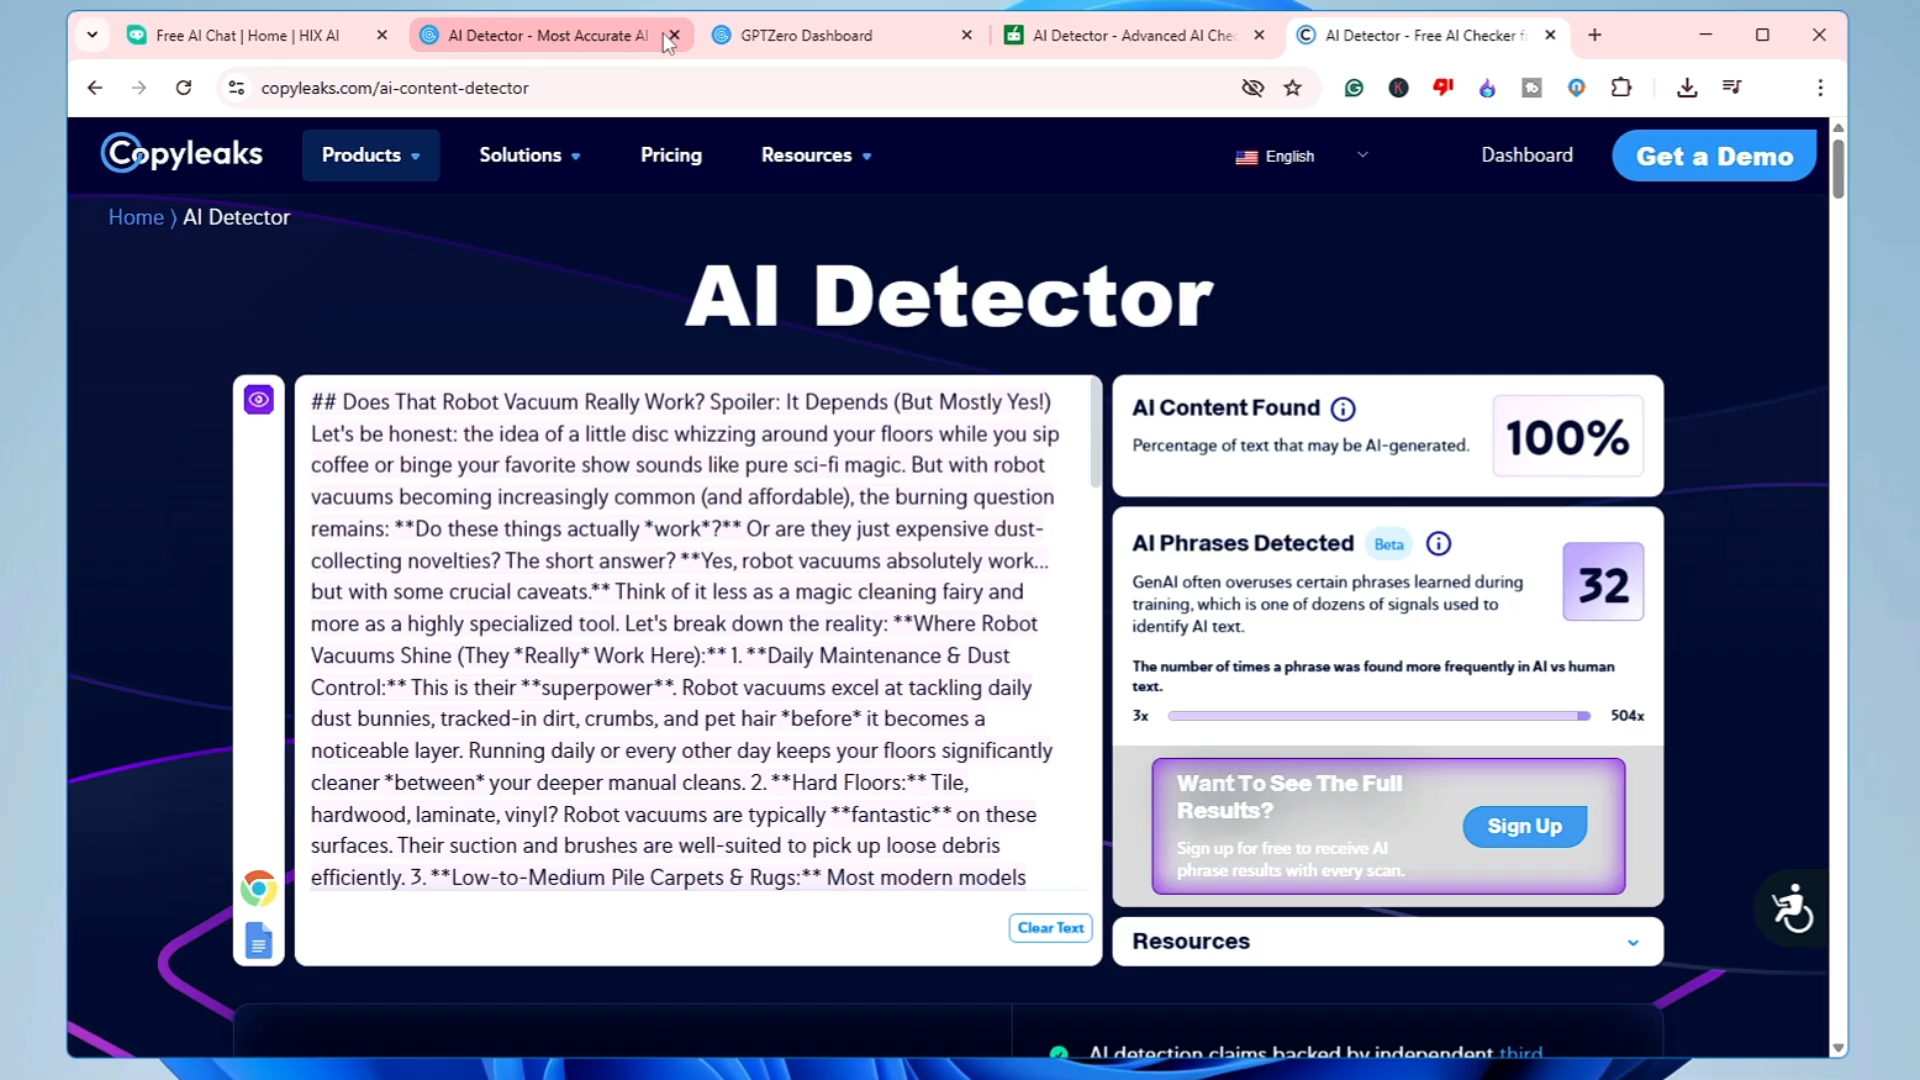 Free AI Chat | Home | HIX AI
AI Detector - Most Accurate AI
GPTZero Dashboard
AI Detector - Advanced AI Chec
AI Detector - Free AI Checker f
copyleaks.com/ai-content-detector
Copyleaks
Products
Solutions
Pricing
Resources
English
Dashboard
Get a Demo
Home ⟩ AI Detector
AI Detector
## Does That Robot Vacuum Really Work? Spoiler: It Depends (But Mostly Yes!)
Let's be honest: the idea of a little disc whizzing around your floors while you sip
coffee or binge your favorite show sounds like pure sci-fi magic. But with robot
vacuums becoming increasingly common (and affordable), the burning question
remains: **Do these things actually *work*?** Or are they just expensive dust-
collecting novelties? The short answer? **Yes, robot vacuums absolutely work...
but with some crucial caveats.** Think of it less as a magic cleaning fairy and
more as a highly specialized tool. Let's break down the reality: **Where Robot
Vacuums Shine (They *Really* Work Here):** 1. **Daily Maintenance & Dust
Control:** This is their **superpower**. Robot vacuums excel at tackling daily
dust bunnies, tracked-in dirt, crumbs, and pet hair *before* it becomes a
noticeable layer. Running daily or every other day keeps your floors significantly
cleaner *between* your deeper manual cleans. 2. **Hard Floors:** Tile,
hardwood, laminate, vinyl? Robot vacuums are typically **fantastic** on these
surfaces. Their suction and brushes are well-suited to pick up loose debris
efficiently. 3. **Low-to-Medium Pile Carpets & Rugs:** Most modern models
Clear Text
AI Content Found
Percentage of text that may be AI-generated.
100%
AI Phrases Detected Beta
GenAI often overuses certain phrases learned during
training, which is one of dozens of signals used to
identify AI text.
32
The number of times a phrase was found more frequently in AI vs human
text.
3x
504x
Want To See The Full
Results?
Sign up for free to receive AI
phrase results with every scan.
Sign Up
Resources
AI detection claims backed by independent third